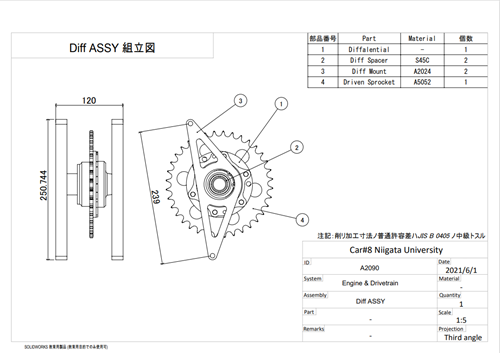 Diff ASSY 組立図
部品番号 Part Material 個数
1 Diffalential - 1
2 Diff Spacer S45C 2
3 Diff Mount A2024 2
4 Driven Sprocket A5052 1
120
250.744
239
3
1
2
4
注記：削り加工寸法ノ普通許容差ハJIS B 0405ノ中級トスル
Car#8 Niigata University
ID A2090 Date 2021/6/1
System Engine & Drivetrain Material -
Assembly Diff ASSY Quantity 1
Part - Scale 1:5
Remarks - Projection Third angle
SOLIDWORKS 教育用製品 (教育用目的でのみ使用可)